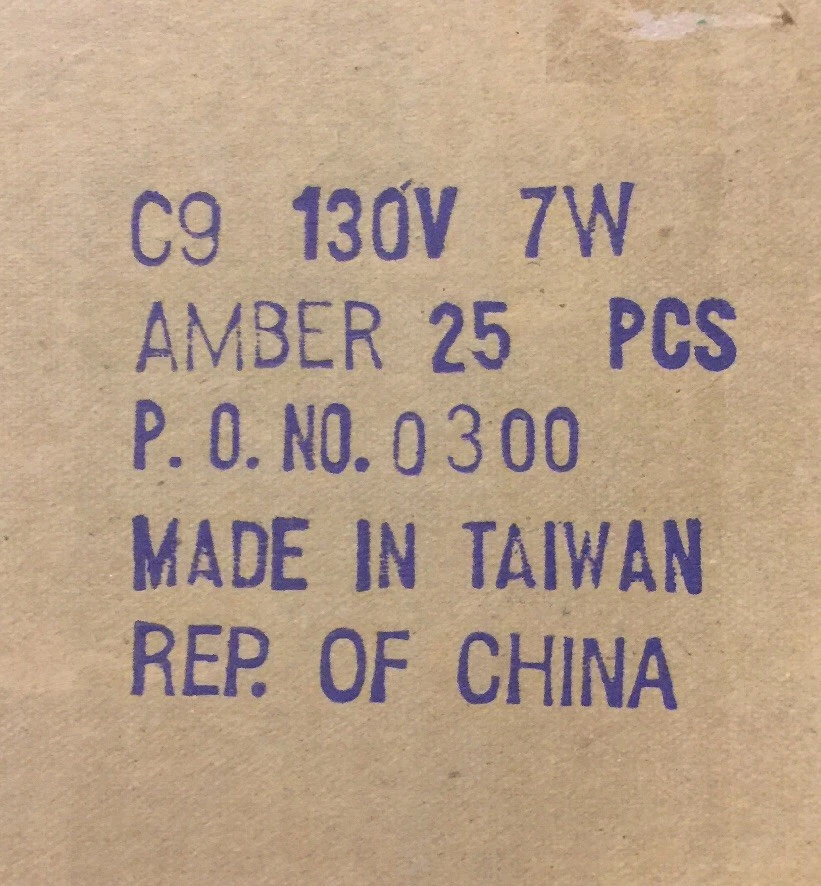 C9 130V 7W
AMBER 25 PCS
P. O. NO. 0300
MADE IN TAIWAN
REP. OF CHINA